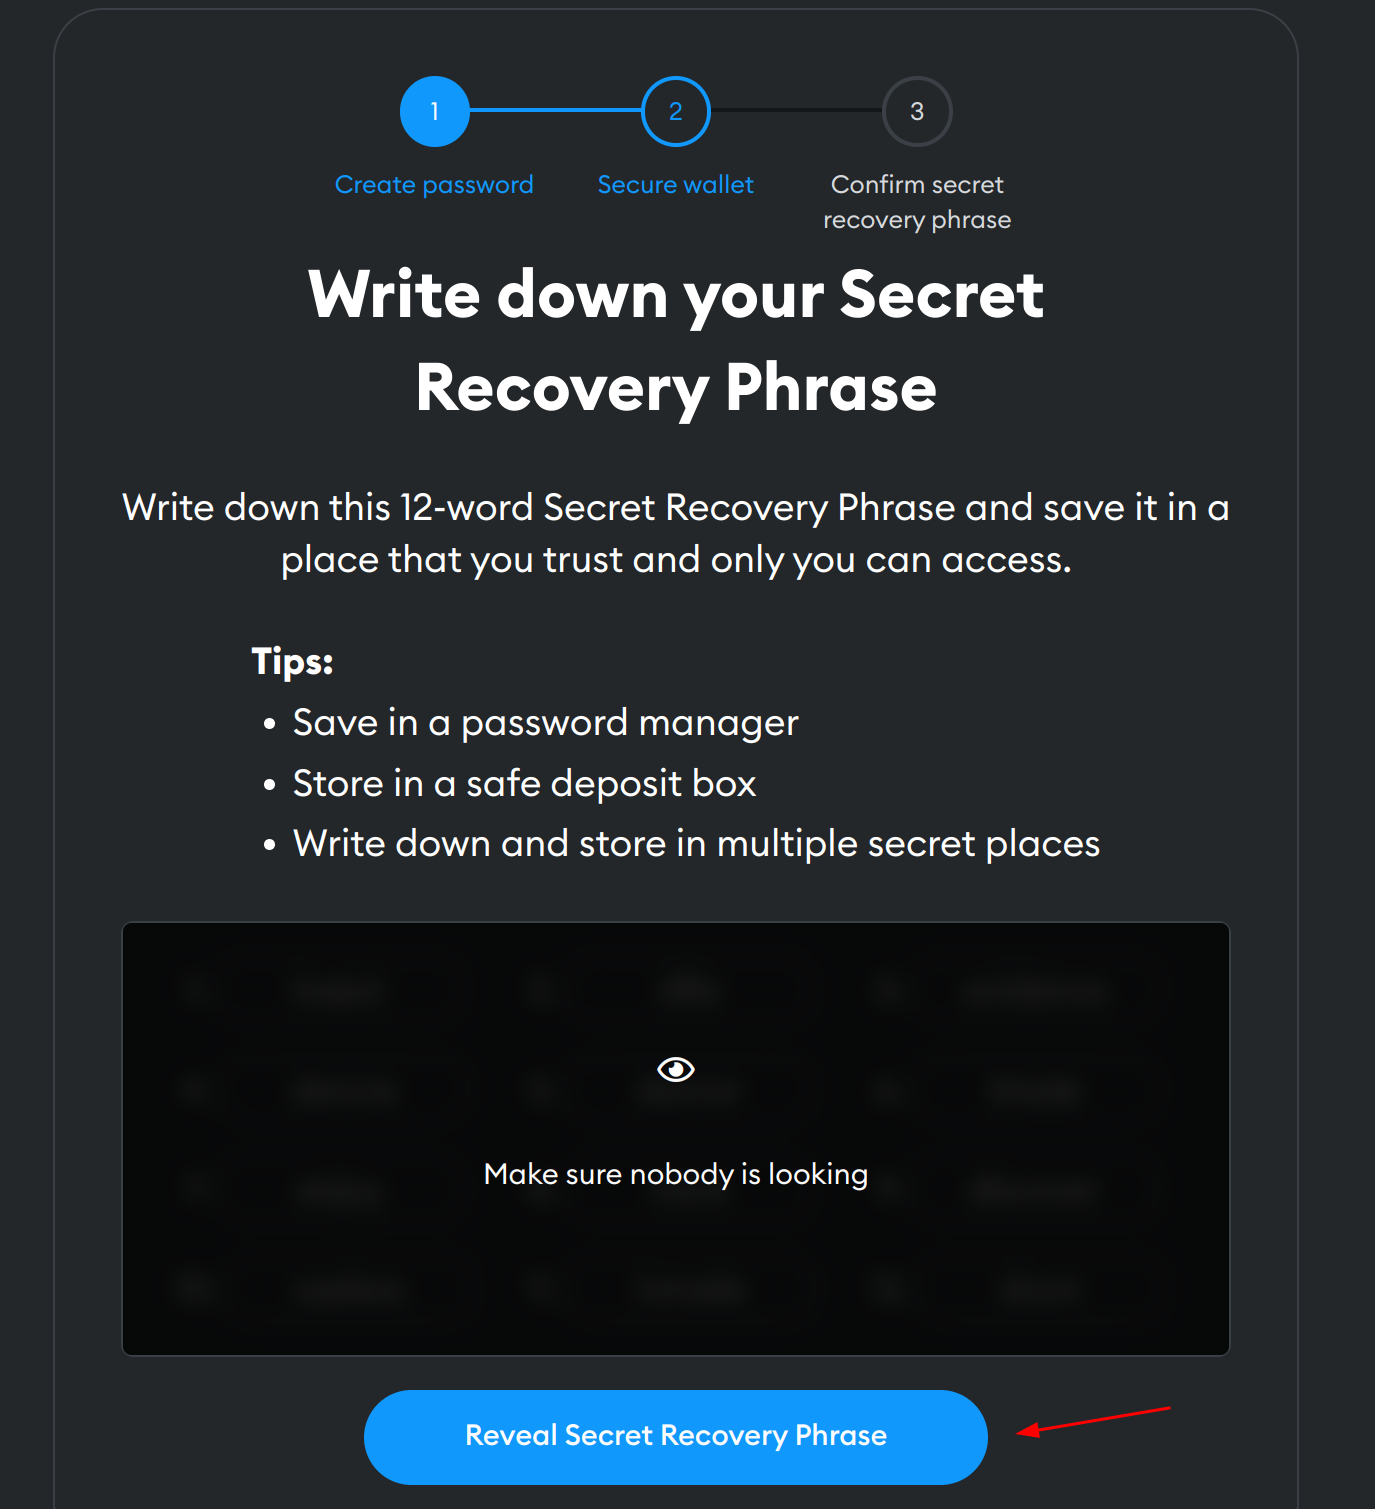 1
2
3
Create password
Secure wallet
Confirm secret
recovery phrase
Write down your Secret
Recovery Phrase
Write down this 12-word Secret Recovery Phrase and save it in a
place that you trust and only you can access.
Tips:
• Save in a password manager
• Store in a safe deposit box
• Write down and store in multiple secret places
Make sure nobody is looking
Reveal Secret Recovery Phrase